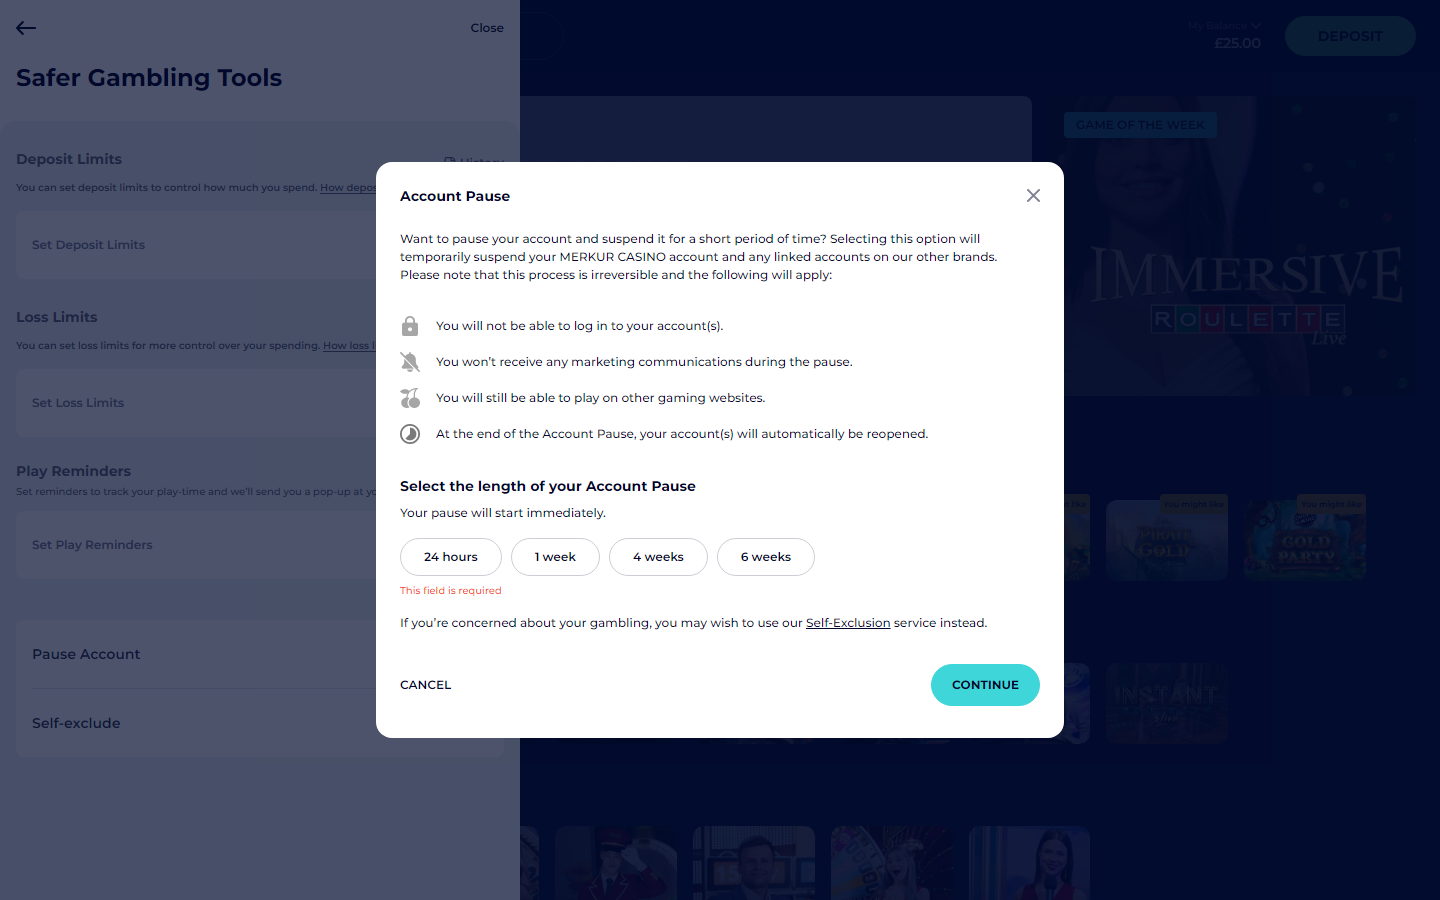 Close
My Balance
£25.00
DEPOSIT
Safer Gambling Tools
GAME OF THE WEEK
Deposit Limits
History
You can set deposit limits to control how much you spend. How depos
Set Deposit Limits
Loss Limits
You can set loss limits for more control over your spending. How loss l
Set Loss Limits
Play Reminders
Set reminders to track your play-time and we'll send you a pop-up at yo
Set Play Reminders
Pause Account
Self-exclude
Account Pause
Want to pause your account and suspend it for a short period of time? Selecting this option will
temporarily suspend your MERKUR CASINO account and any linked accounts on our other brands.
Please note that this process is irreversible and the following will apply:
You will not be able to log in to your account(s).
You won't receive any marketing communications during the pause.
You will still be able to play on other gaming websites.
At the end of the Account Pause, your account(s) will automatically be reopened.
Select the length of your Account Pause
Your pause will start immediately.
24 hours
1 week
4 weeks
6 weeks
This field is required
If you're concerned about your gambling, you may wish to use our Self-Exclusion service instead.
CANCEL
CONTINUE
IMMERSIVE
ROULETTE
Live
like
You might like
You might like
PIRATE
GOLD
GOLD
PARTY
INSTANT